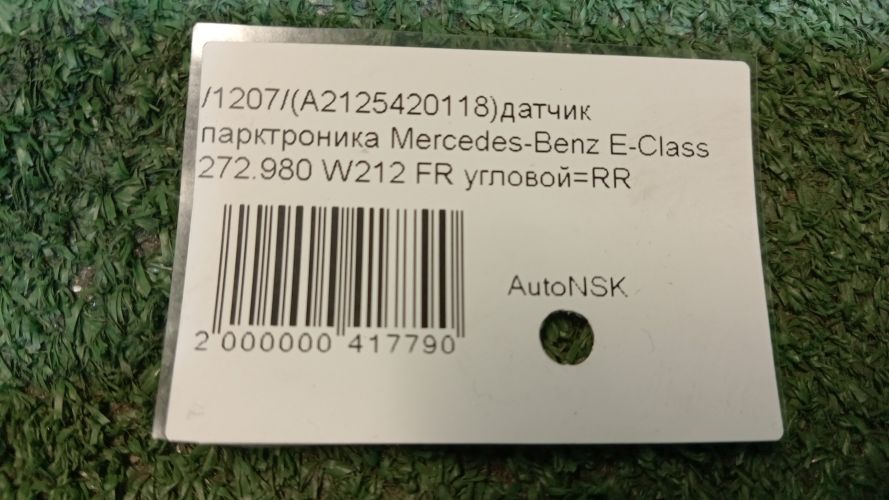 /1207/(A2125420118)датчик
парктроника Mercedes-Benz E-Class
272.980 W212 FR угловой=RR
AutoNSK
2 000000 417790